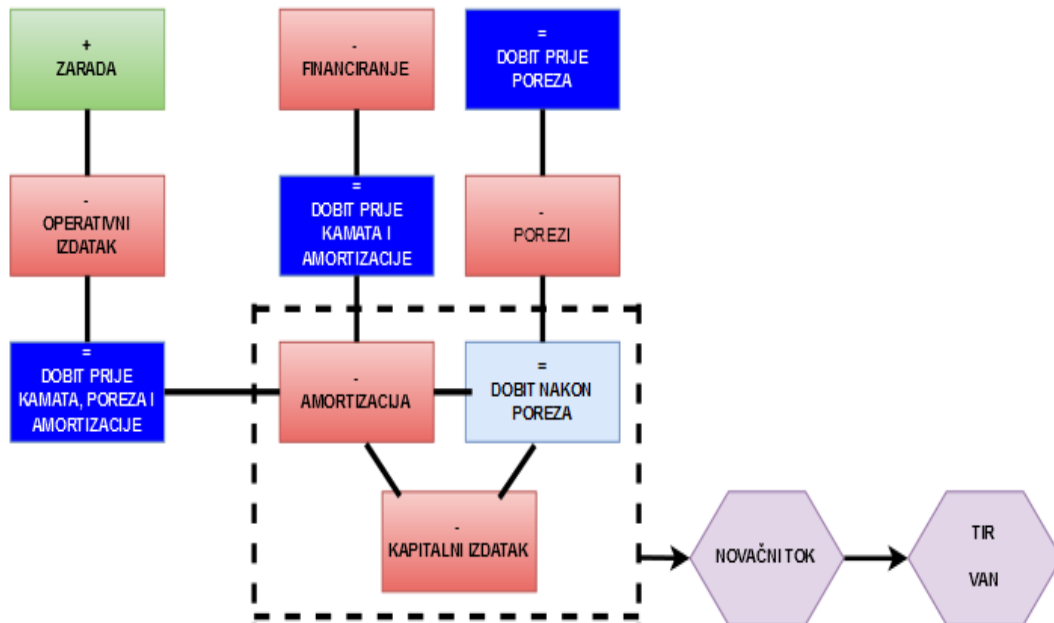 +
ZARADA
-
OPERATIVNI
IZDATAK
=
DOBIT PRIJE
KAMATA, POREZA I
AMORTIZACIJE
-
FINANCIRANJE
=
DOBIT PRIJE
KAMATA I
AMORTIZACIJE
-
AMORTIZACIJA
=
DOBIT PRIJE
POREZA
-
POREZI
=
DOBIT NAKON
POREZA
-
KAPITALNI IZDATAK
NOVAČNI TOK
TIR
VAN